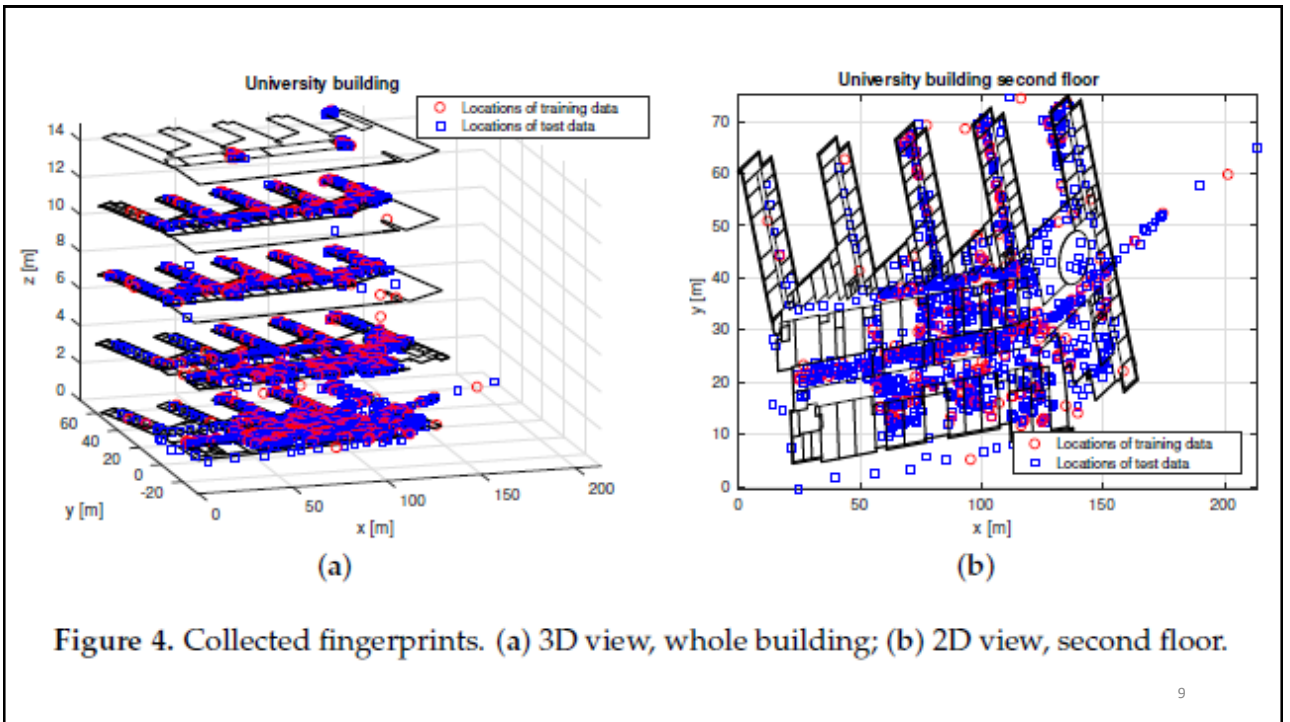 University building
Locations of training data
Locations of test data
14
12
10
8
6
4
2
0
z [m]
60
40
20
0
-20
y [m]
0
50
100
150
200
x [m]
(a)
University building second floor
70
60
50
40
30
20
10
0
y [m]
0
50
100
150
200
x [m]
Locations of training data
Locations of test data
(b)
Figure 4. Collected fingerprints. (a) 3D view, whole building; (b) 2D view, second floor.
9